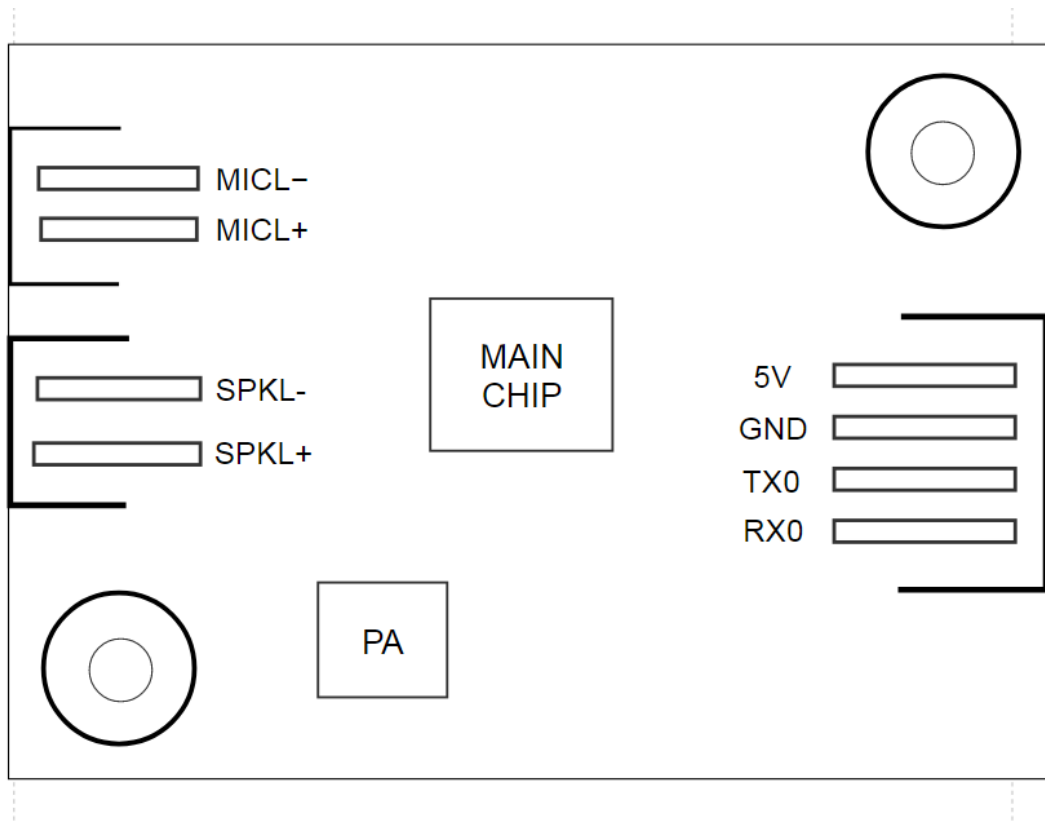 MICL−
MICL+
MAIN
CHIP
SPKL-
SPKL+
5V
GND
TX0
RX0
PA